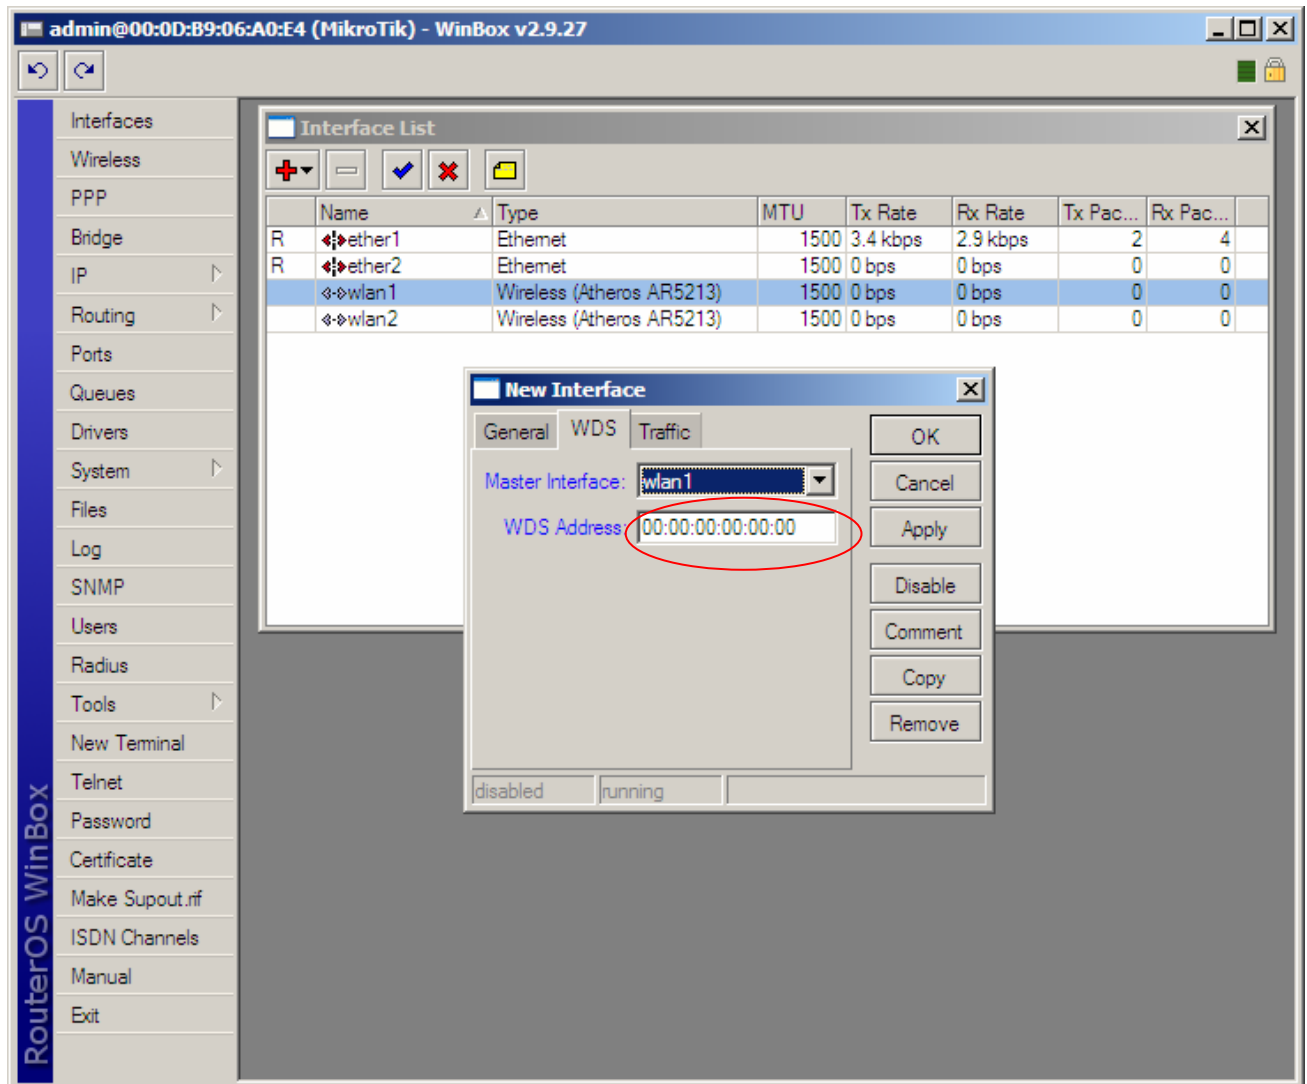 admin@00:0D:B9:06:A0:E4 (MikroTik) - WinBox v2.9.27
RouterOS WinBox
Interfaces
Wireless
PPP
Bridge
IP
Routing
Ports
Queues
Drivers
System
Files
Log
SNMP
Users
Radius
Tools
New Terminal
Telnet
Password
Certificate
Make Supout.rif
ISDN Channels
Manual
Exit
Interface List
Name Type MTU Tx Rate Rx Rate Tx Pac... Rx Pac...
R ether1 Ethernet 1500 3.4 kbps 2.9 kbps 2 4
R ether2 Ethernet 1500 0 bps 0 bps 0 0
wlan1 Wireless (Atheros AR5213) 1500 0 bps 0 bps 0 0
wlan2 Wireless (Atheros AR5213) 1500 0 bps 0 bps 0 0
New Interface
General WDS Traffic
Master Interface: wlan1
WDS Address: 00:00:00:00:00:00
OK
Cancel
Apply
Disable
Comment
Copy
Remove
disabled running